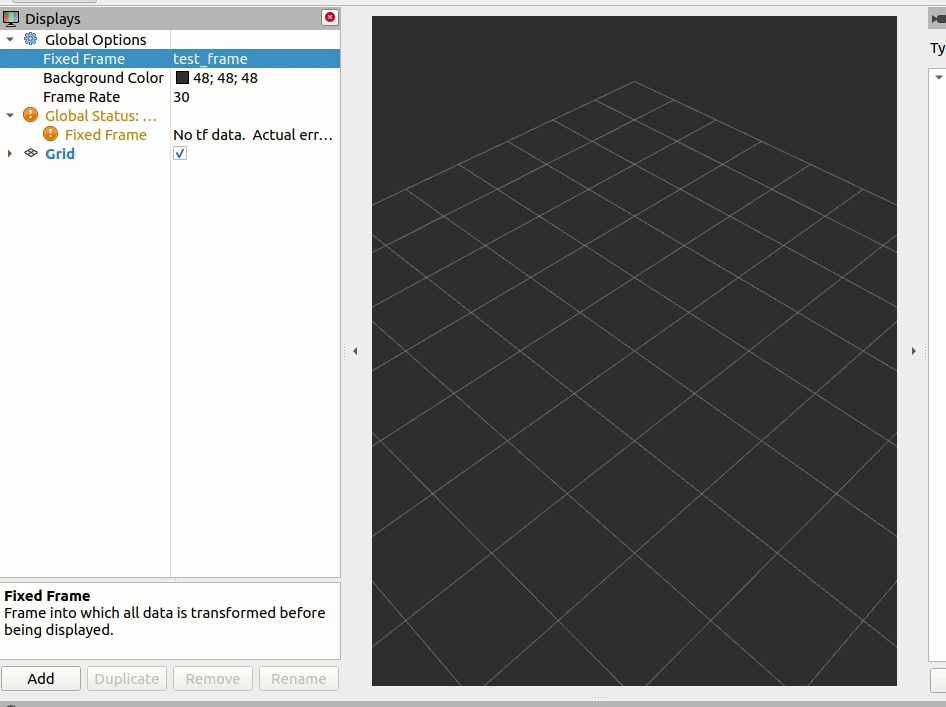 Displays
Global Options
Fixed Frame test_frame
Background Color 48; 48; 48
Frame Rate 30
Global Status: ...
Fixed Frame No tf data. Actual err...
Grid
Fixed Frame
Frame into which all data is transformed before
being displayed.
Add Duplicate Remove Rename
Ty